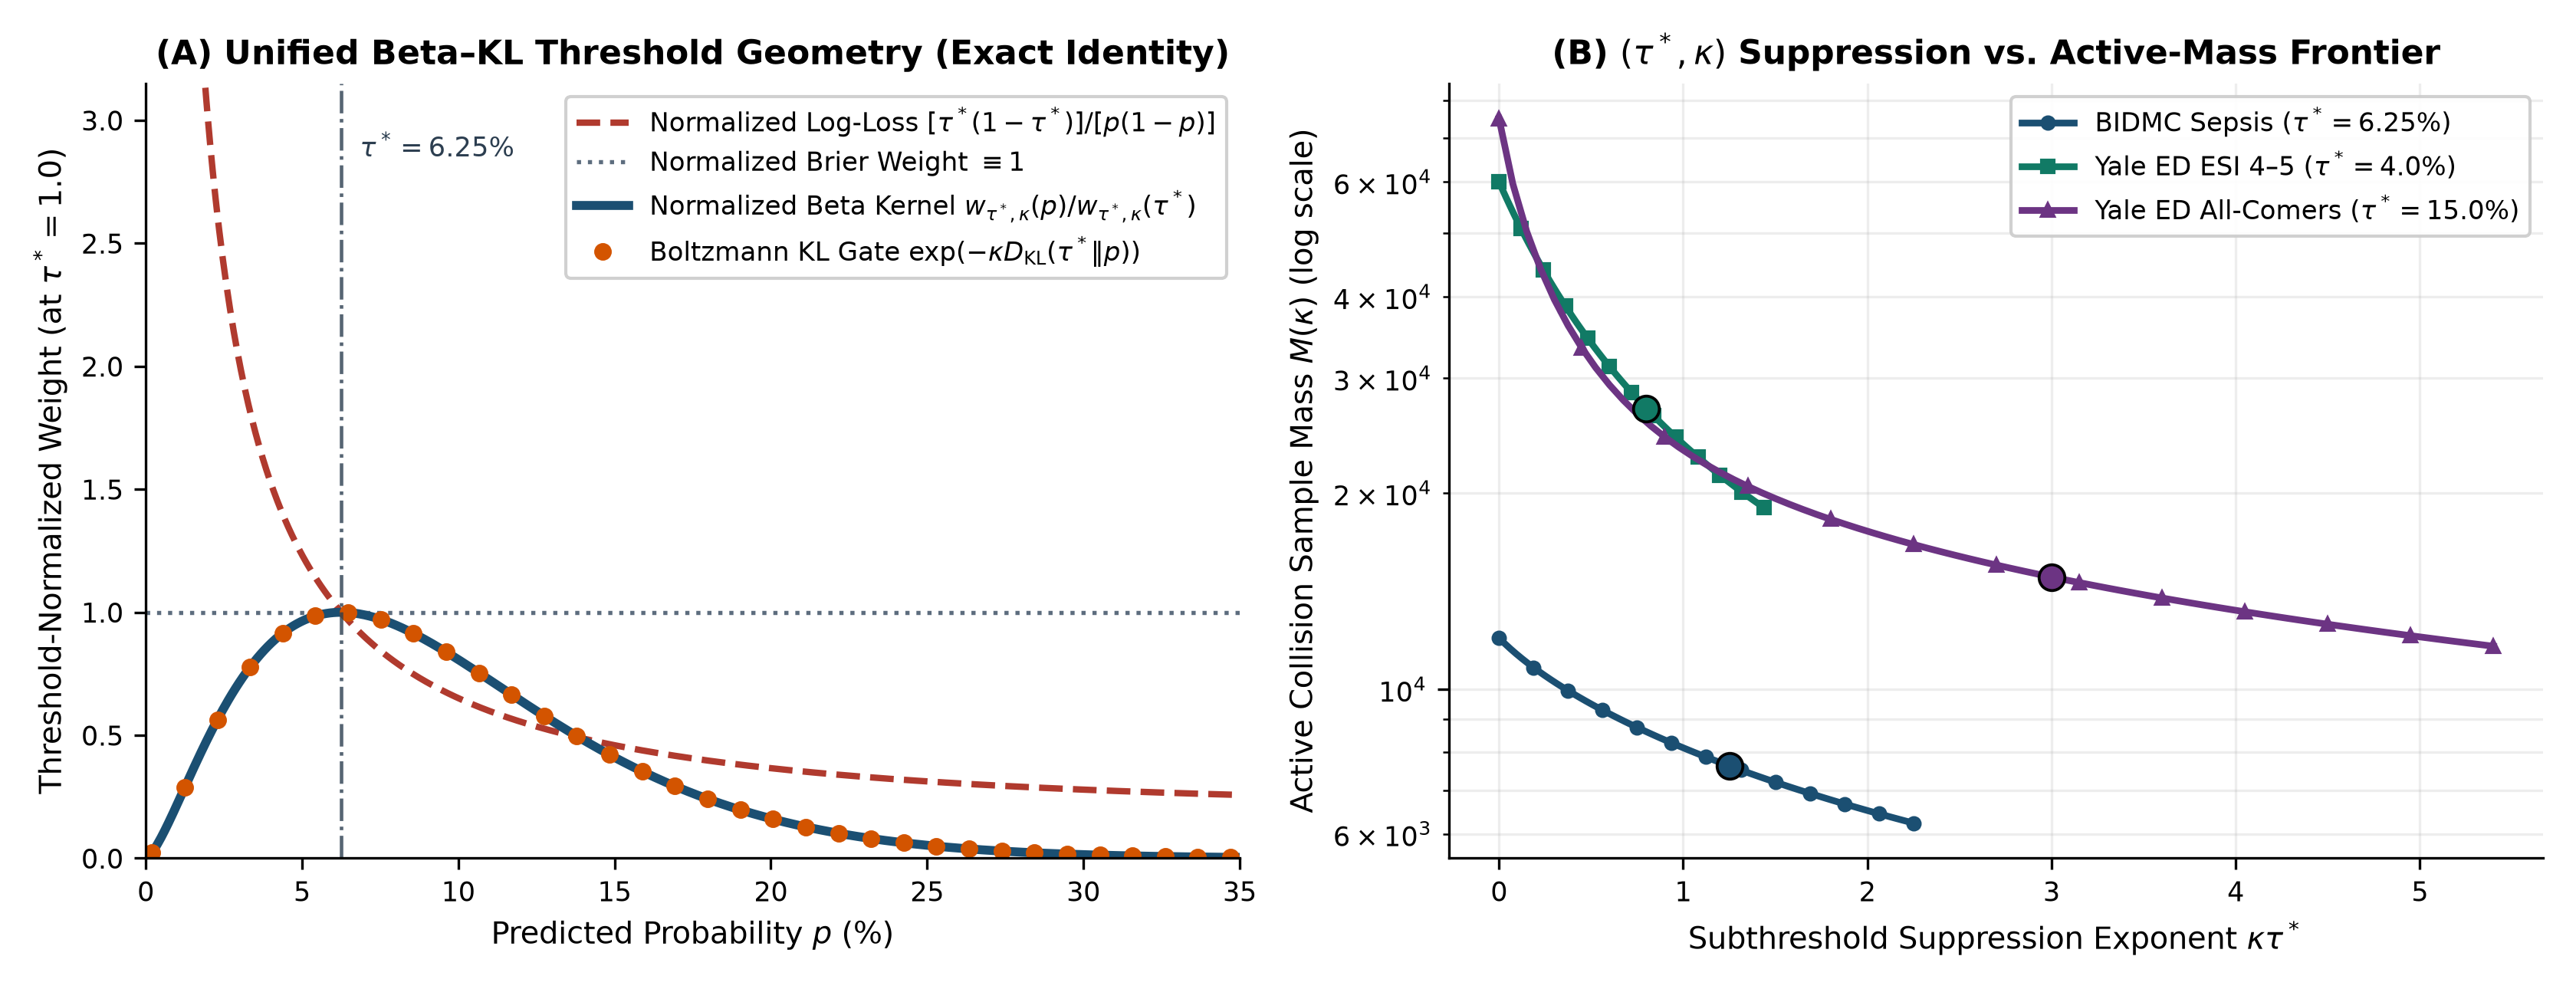 (A) Unified Beta–KL Threshold Geometry (Exact Identity)
Threshold-Normalized Weight (at τ* = 1.0)
3.0
2.5
2.0
1.5
1.0
0.5
0.0
τ* = 6.25%
Normalized Log-Loss [τ*(1 − τ*)]/[p(1 − p)]
Normalized Brier Weight ≡ 1
Normalized Beta Kernel w_{τ*,κ}(p)/w_{τ*,κ}(τ*)
Boltzmann KL Gate exp(−κD_KL(τ*‖p))
0 5 10 15 20 25 30 35
Predicted Probability p (%)
(B) (τ*, κ) Suppression vs. Active-Mass Frontier
Active Collision Sample Mass M(κ) (log scale)
6 × 10⁴
4 × 10⁴
3 × 10⁴
2 × 10⁴
10⁴
6 × 10³
BIDMC Sepsis (τ* = 6.25%)
Yale ED ESI 4–5 (τ* = 4.0%)
Yale ED All-Comers (τ* = 15.0%)
0 1 2 3 4 5
Subthreshold Suppression Exponent κτ*